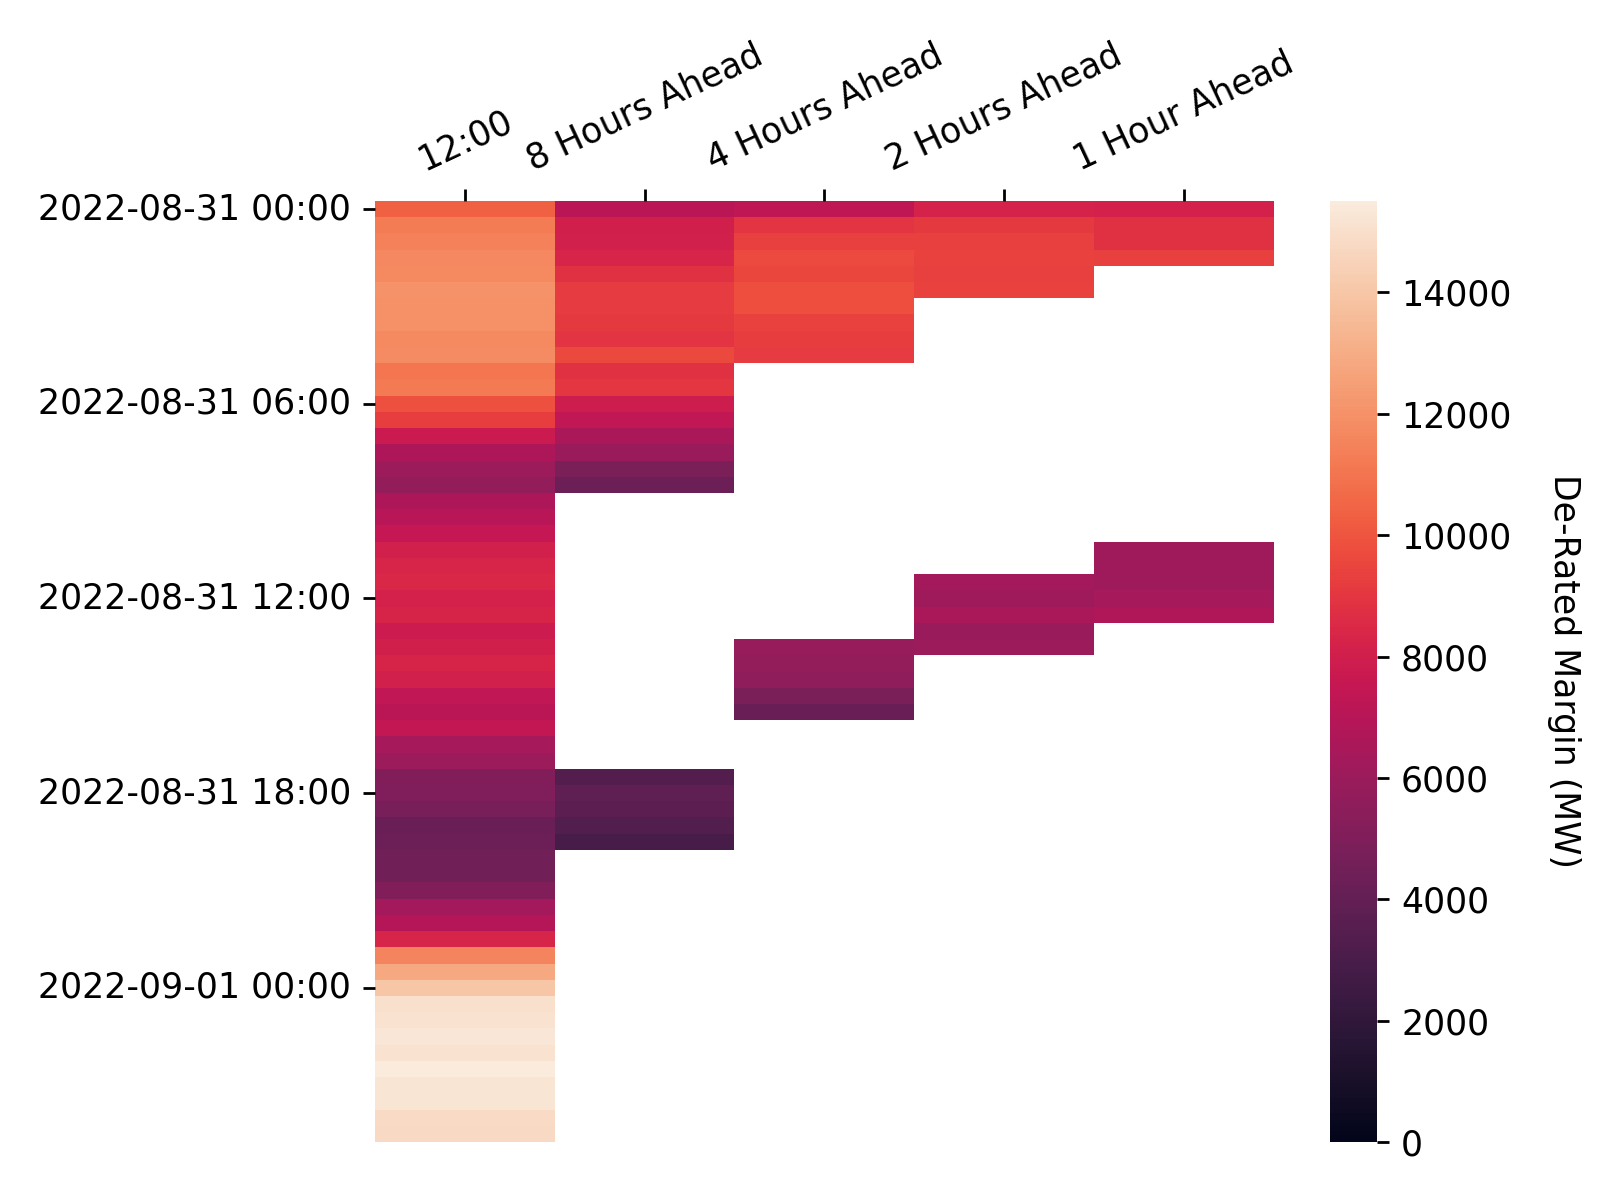 12:00
8 Hours Ahead
4 Hours Ahead
2 Hours Ahead
1 Hour Ahead
2022-08-31 00:00
2022-08-31 06:00
2022-08-31 12:00
2022-08-31 18:00
2022-09-01 00:00
14000
12000
10000
8000
6000
4000
2000
0
De-Rated Margin (MW)